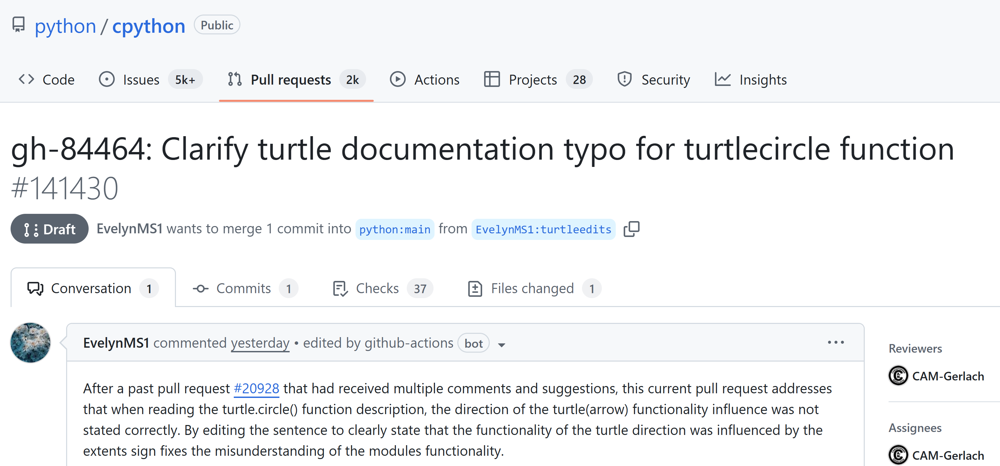 python / cpython Public
Code Issues 5k+ Pull requests 2k Actions Projects 28 Security Insights
gh-84464: Clarify turtle documentation typo for turtlecircle function
#141430
Draft EvelynMS1 wants to merge 1 commit into python:main from EvelynMS1:turtleedits
Conversation 1 Commits 1 Checks 37 Files changed 1
EvelynMS1 commented yesterday • edited by github-actions bot
After a past pull request #20928 that had received multiple comments and suggestions, this current pull request addresses
that when reading the turtle.circle() function description, the direction of the turtle(arrow) functionality influence was not
stated correctly. By editing the sentence to clearly state that the functionality of the turtle direction was influenced by the
extents sign fixes the misunderstanding of the modules functionality.
Reviewers
CAM-Gerlach
Assignees
CAM-Gerlach